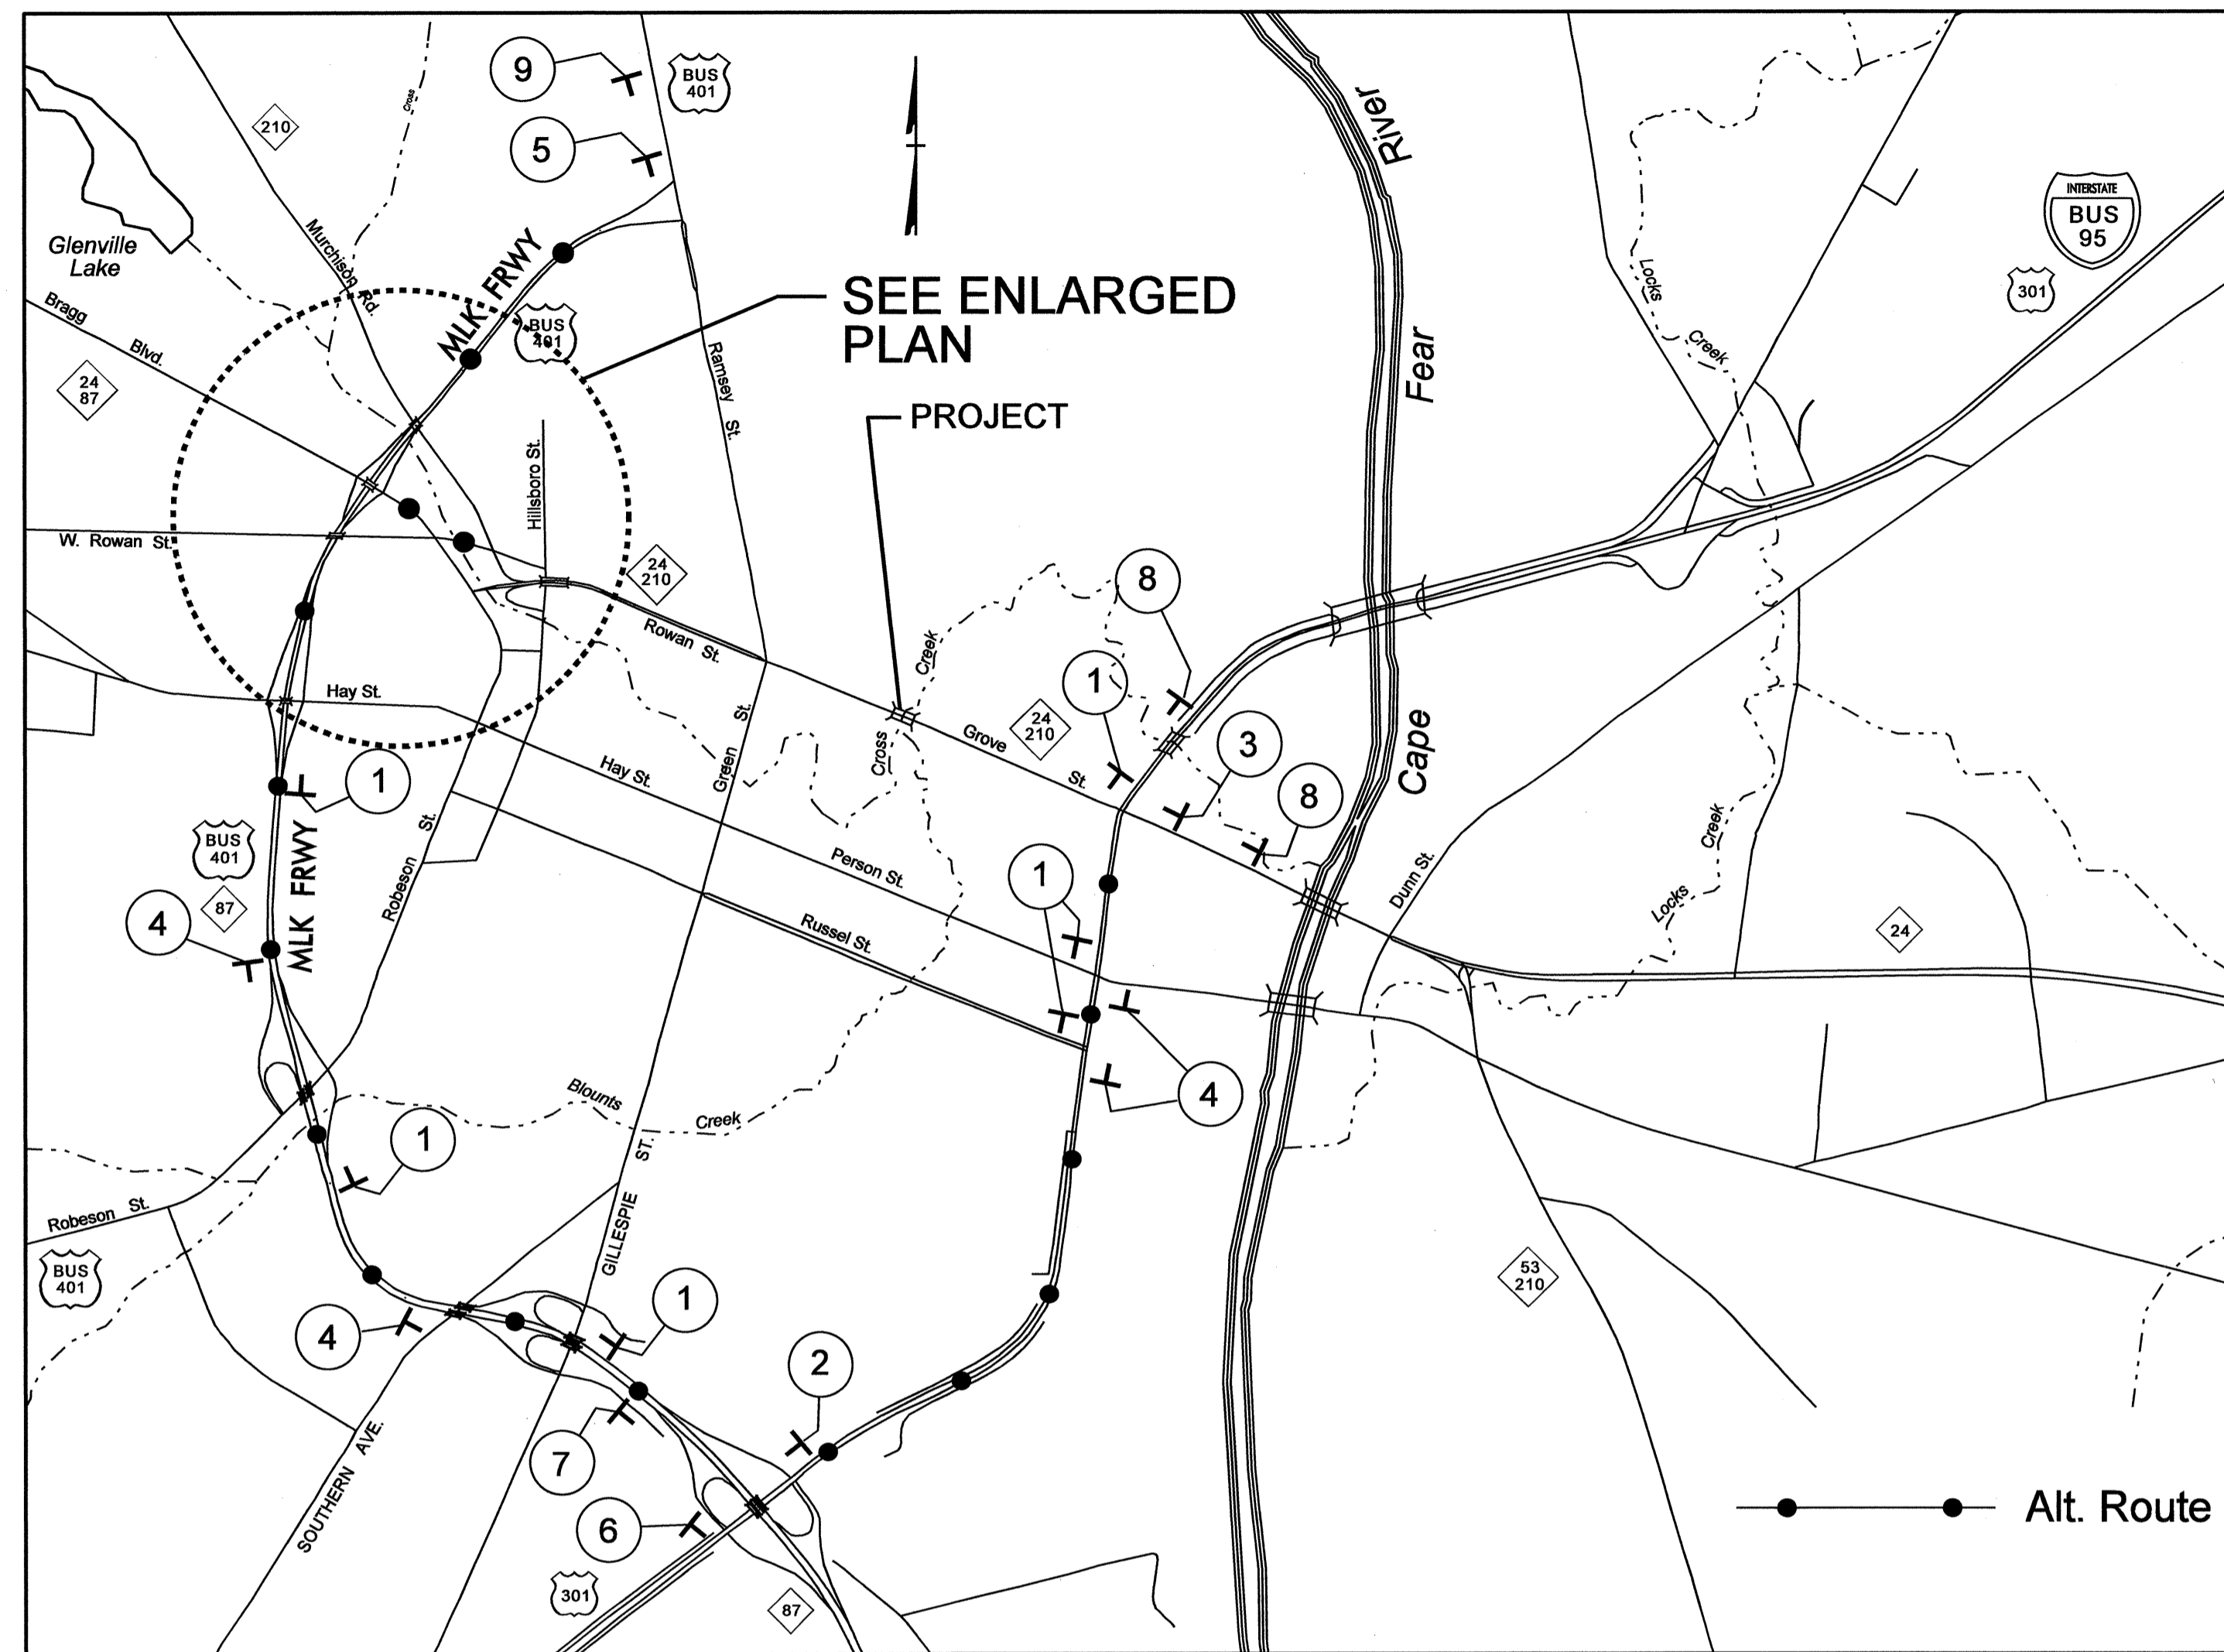 9
BUS
401
210
Cross
5
River
INTERSTATE
BUS
95
301
Glenville
Lake
Murchison Rd.
MLK FRWY
BUS
401
SEE ENLARGED
PLAN
Locks
Creek
Bragg
Blvd.
24
87
Ramsey St.
PROJECT
Fear
Hillsboro St.
W. Rowan St.
24
210
Rowan St.
8
Creek
1
Hay St.
Grove
St.
24
210
3
Cross
Green St.
Hay St.
8
Cape
1
BUS
401
MLK FRWY
87
4
Robeson St.
Person St.
Russel St.
1
Dunn St.
Creek
Locks
24
4
Blounts
Creek
1
Robeson St.
BUS
401
GILLESPIE ST.
1
4
2
53
210
7
6
SOUTHERN AVE.
301
87
Alt. Route